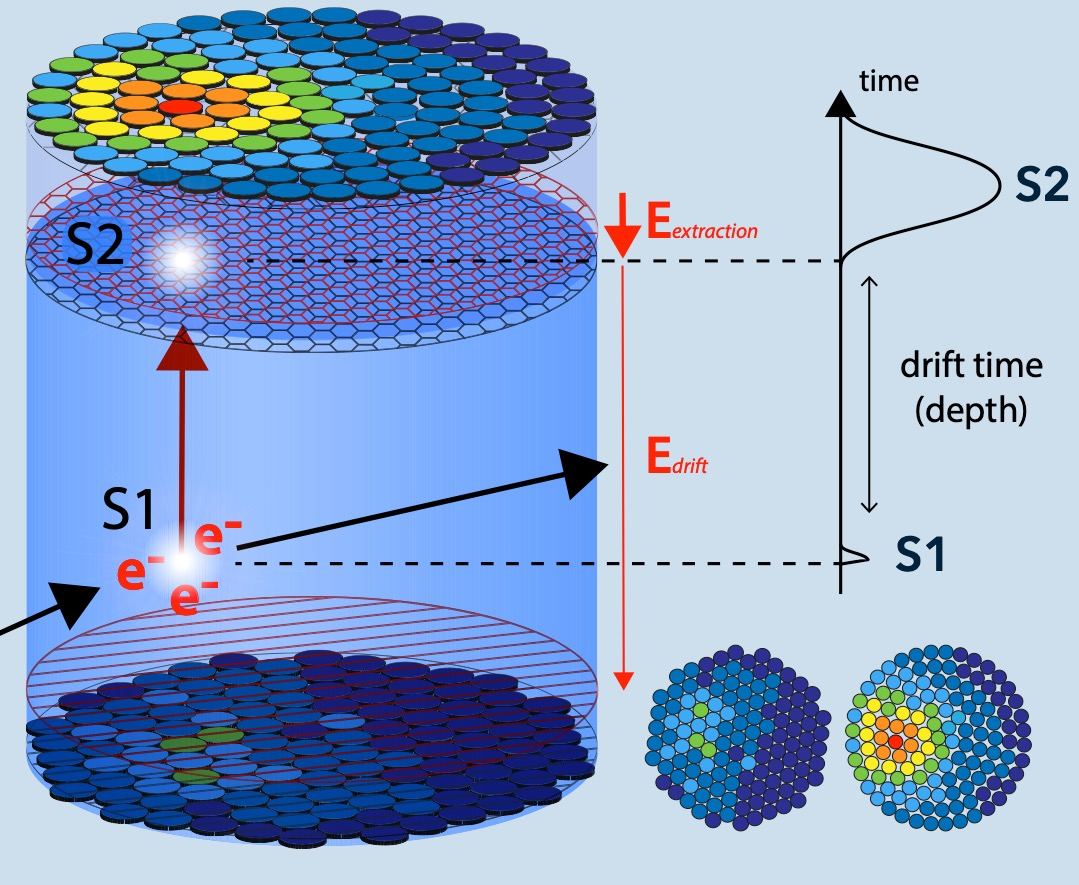 time
S2
S2
E extraction
drift time
(depth)
E drift
S1
e-
e-
e-
S1